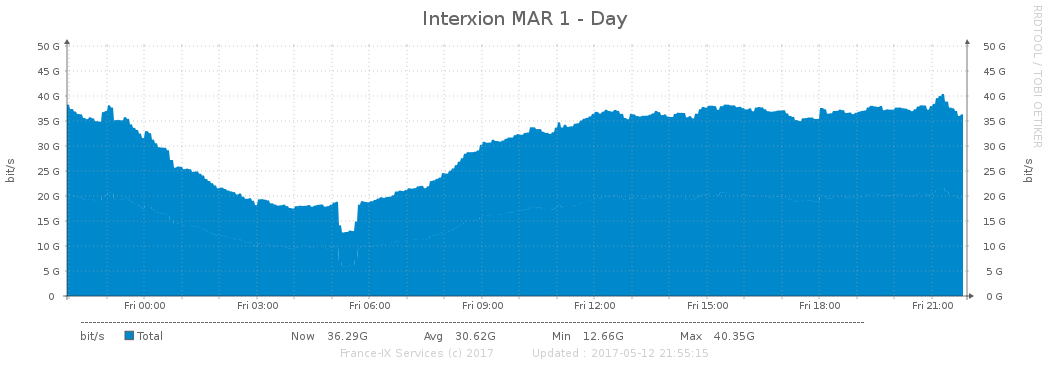 Interxion MAR 1 - Day
RRDTOOL / TOBI OETIKER
50 G 50 G
45 G 45 G
40 G 40 G
35 G 35 G
30 G 30 G
25 G 25 G
20 G 20 G
15 G 15 G
10 G 10 G
5 G 5 G
0 0 G
bit/s bit/s
Fri 00:00 Fri 03:00 Fri 06:00 Fri 09:00 Fri 12:00 Fri 15:00 Fri 18:00 Fri 21:00
bit/s Total Now 36.29G Avg 30.62G Min 12.66G Max 40.35G
France-IX Services (c) 2017 Updated : 2017-05-12 21:55:15